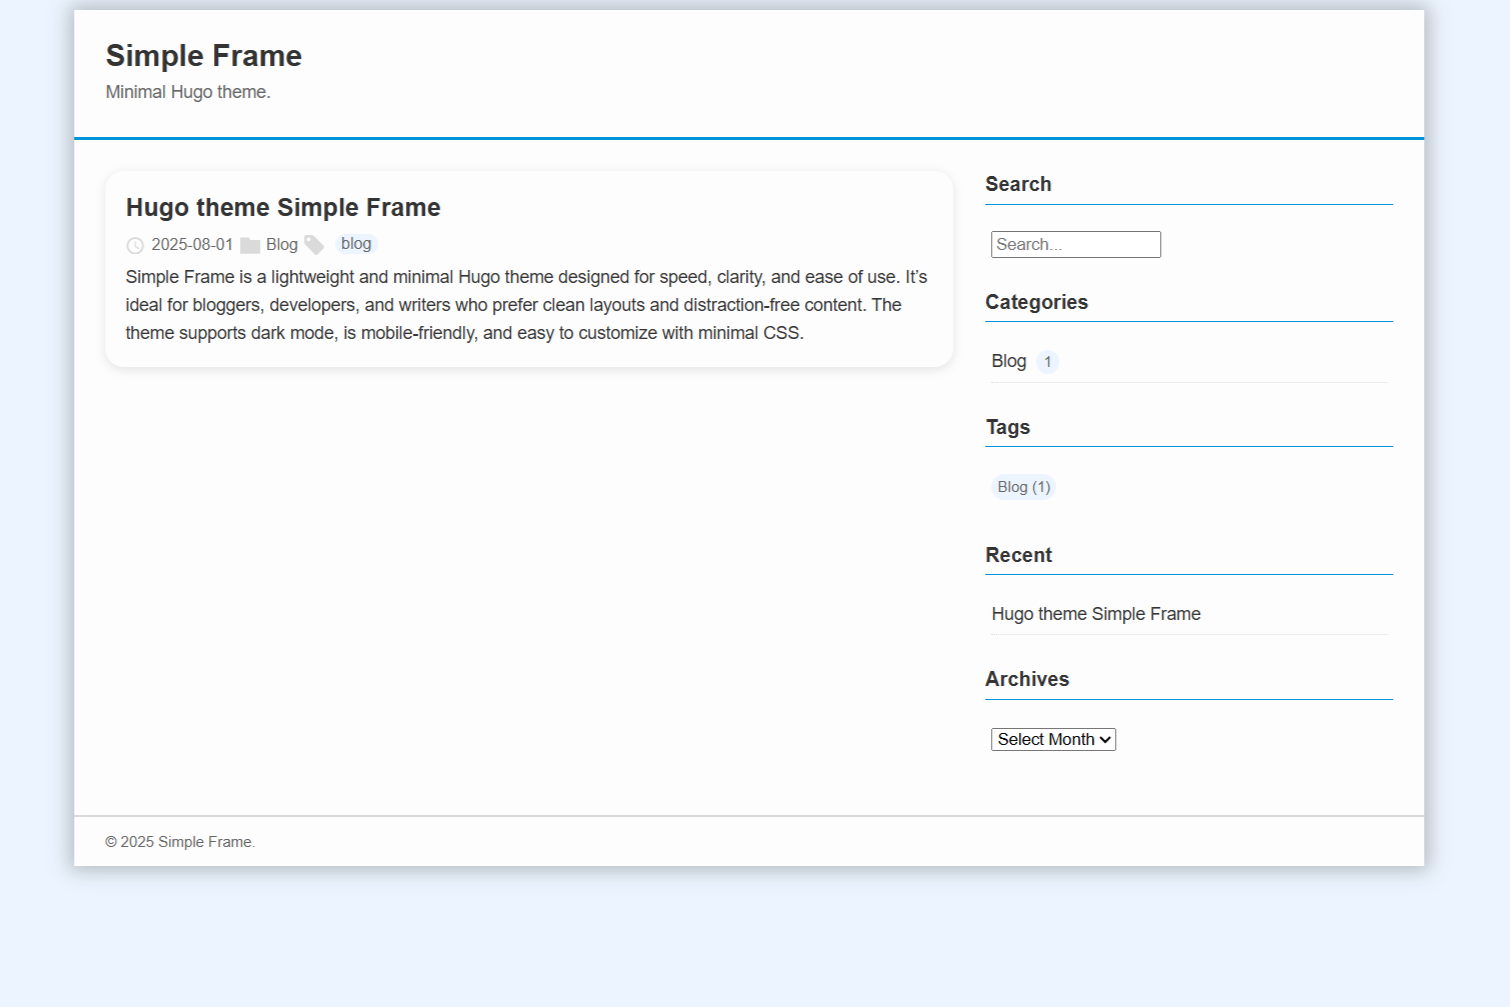 Simple Frame
Minimal Hugo theme.
Hugo theme Simple Frame
2025-08-01 Blog blog
Simple Frame is a lightweight and minimal Hugo theme designed for speed, clarity, and ease of use. It’s
ideal for bloggers, developers, and writers who prefer clean layouts and distraction-free content. The
theme supports dark mode, is mobile-friendly, and easy to customize with minimal CSS.
Search
Search...
Categories
Blog 1
Tags
Blog (1)
Recent
Hugo theme Simple Frame
Archives
Select Month
© 2025 Simple Frame.